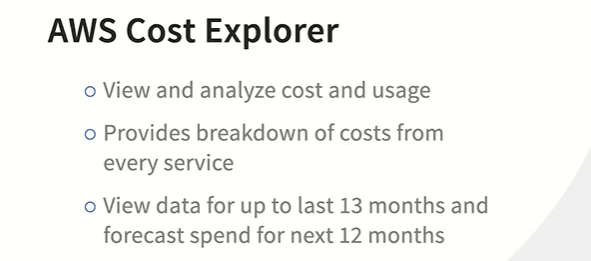 AWS Cost Explorer
View and analyze cost and usage
Provides breakdown of costs from
every service
View data for up to last 13 months and
forecast spend for next 12 months